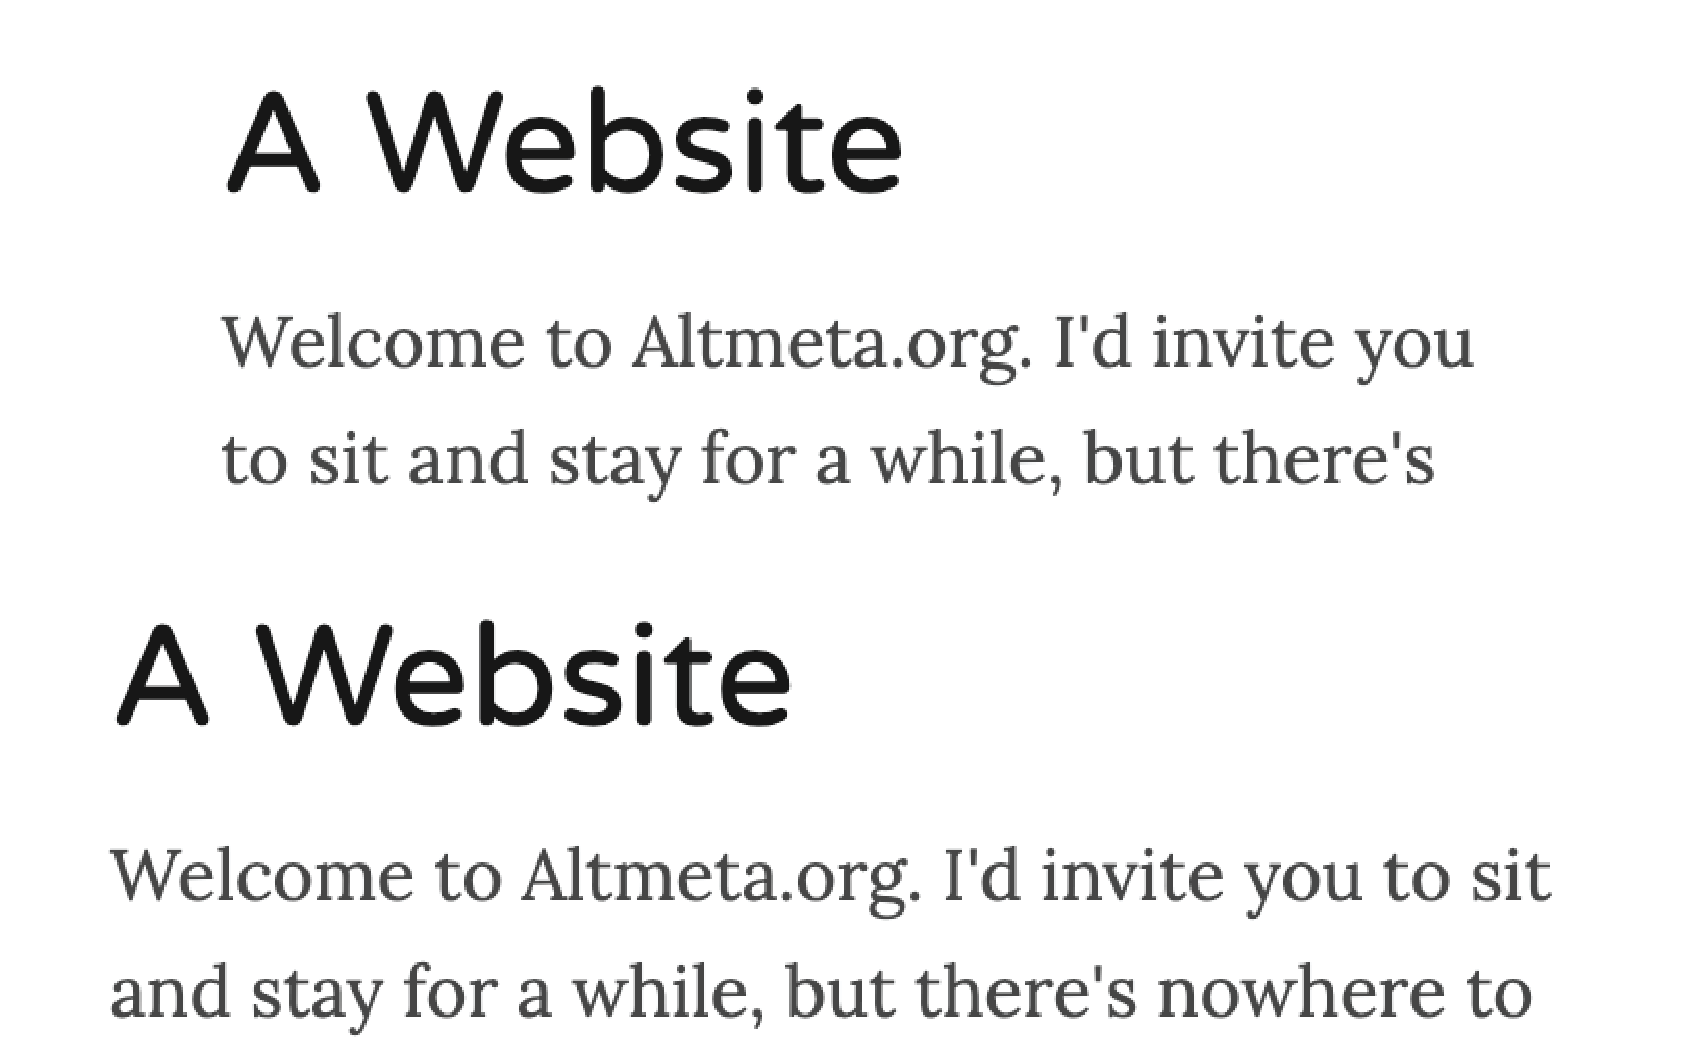 A Website
Welcome to Altmeta.org. I'd invite you
to sit and stay for a while, but there's
A Website
Welcome to Altmeta.org. I'd invite you to sit
and stay for a while, but there's nowhere to